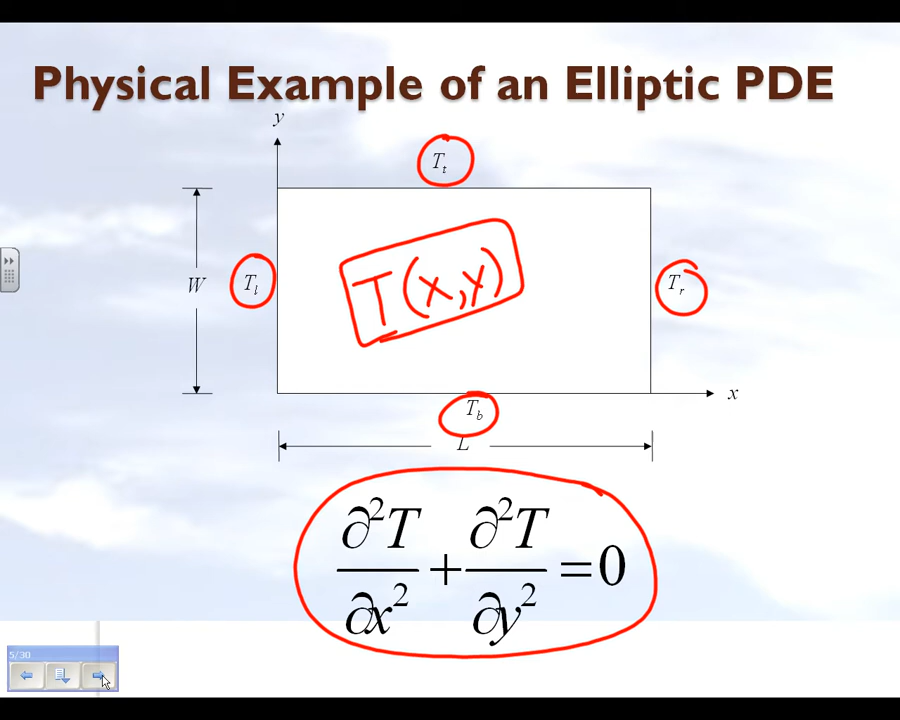 Physical Example of an Elliptic PDE
y
T_t
W
T_l
T(x,y)
T_r
x
T_b
L
∂²T/∂x² + ∂²T/∂y² = 0
5/30